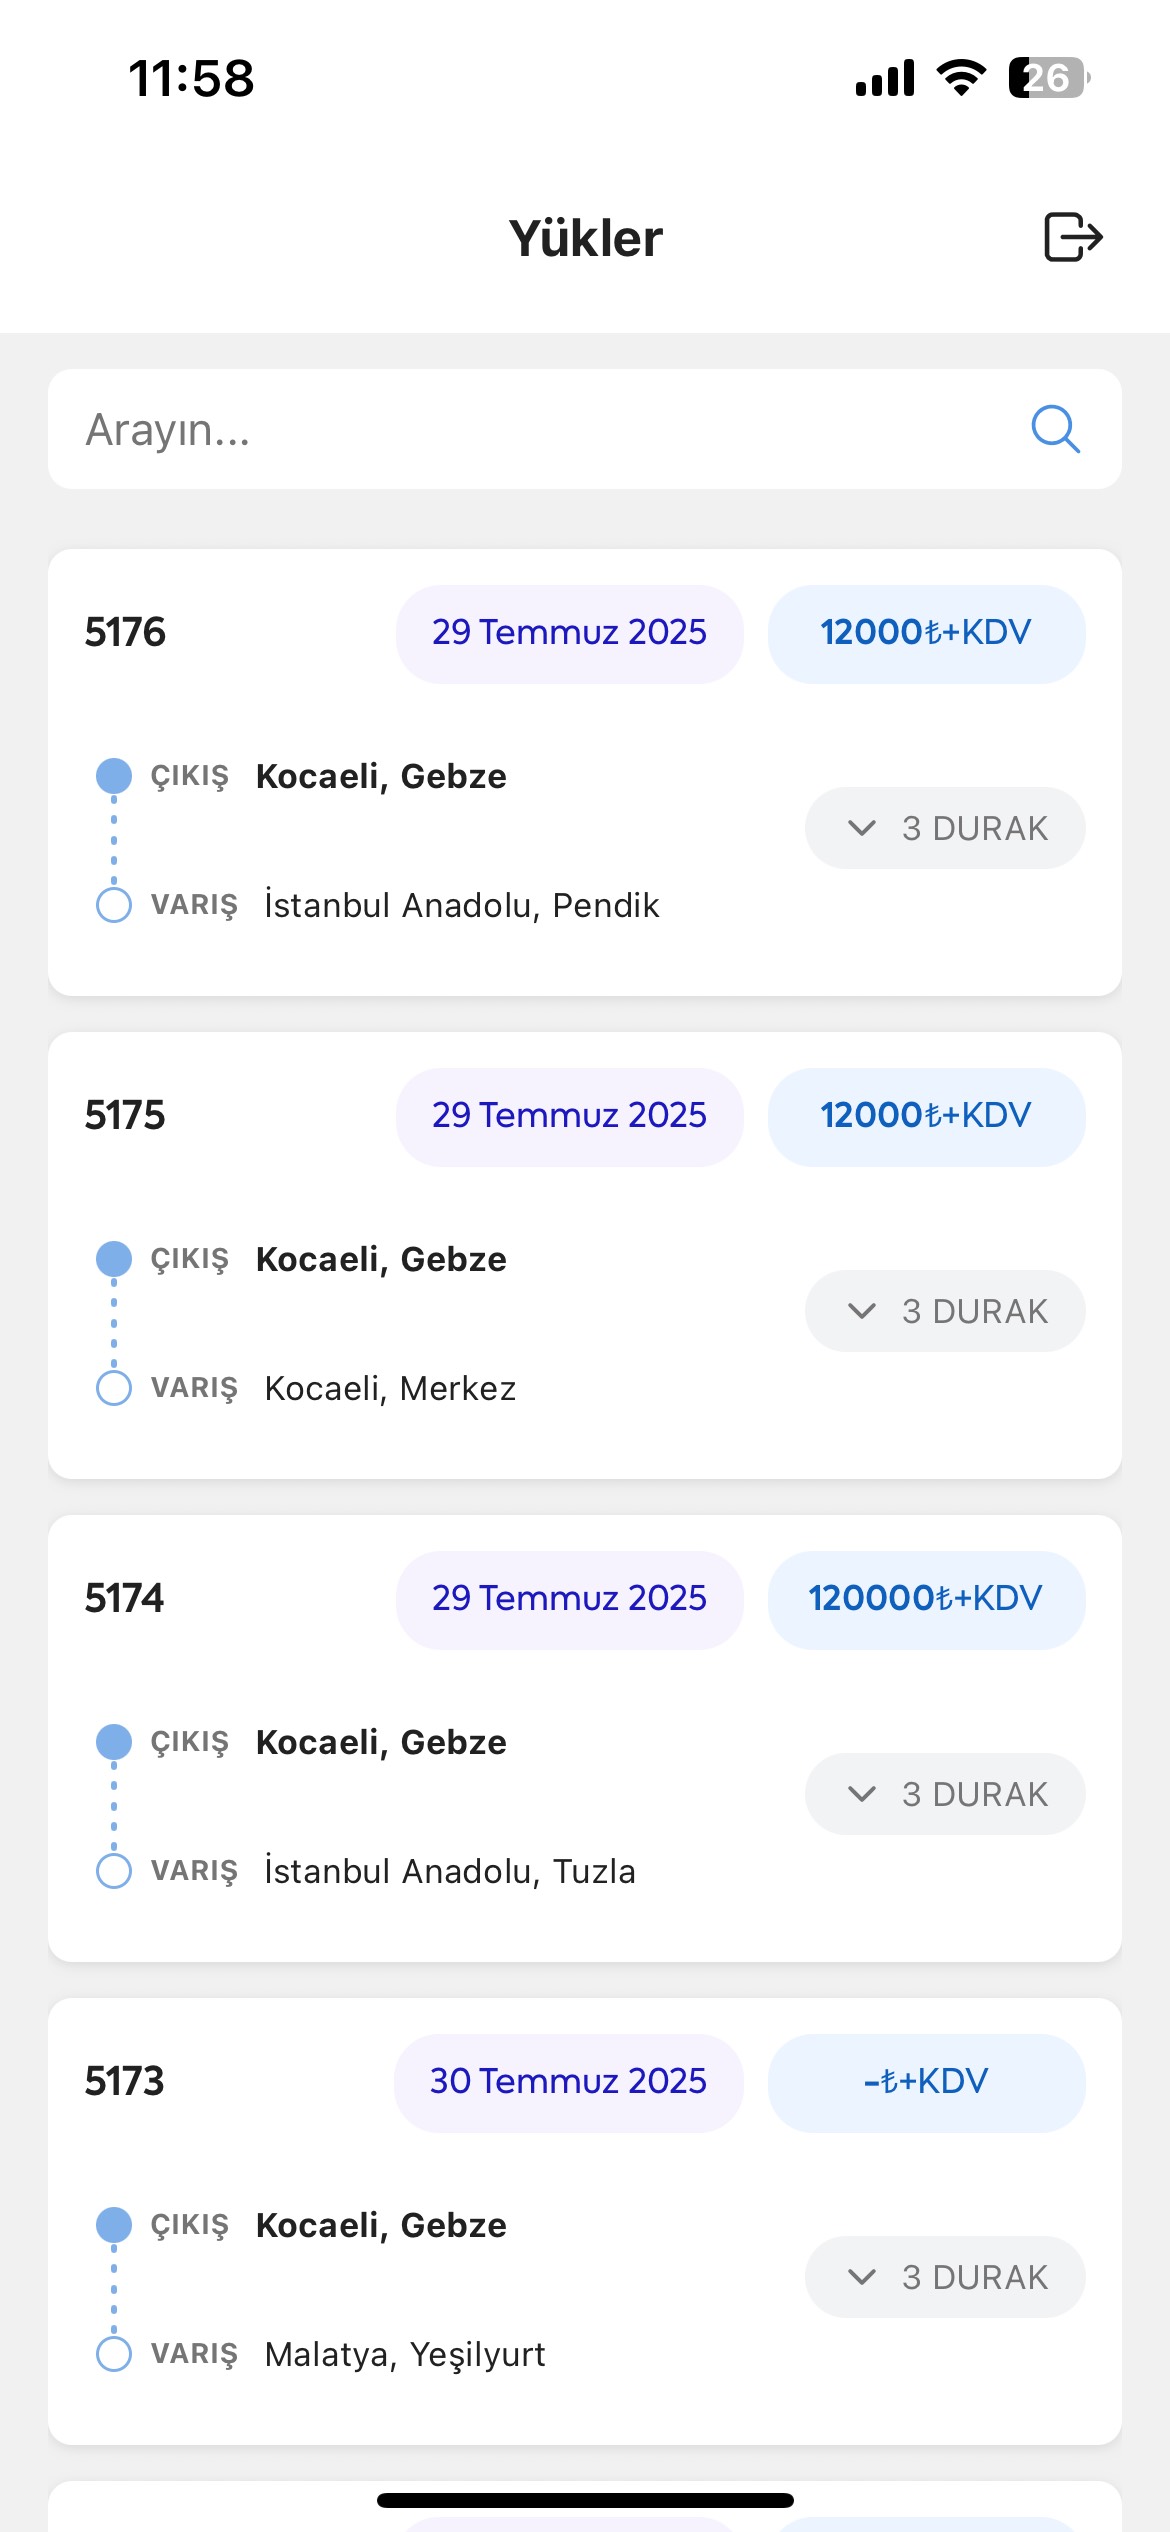 11:58
26
Yükler
Arayın...
5176 29 Temmuz 2025 12000₺+KDV
ÇIKIŞ Kocaeli, Gebze
3 DURAK
VARIŞ İstanbul Anadolu, Pendik
5175 29 Temmuz 2025 12000₺+KDV
ÇIKIŞ Kocaeli, Gebze
3 DURAK
VARIŞ Kocaeli, Merkez
5174 29 Temmuz 2025 120000₺+KDV
ÇIKIŞ Kocaeli, Gebze
3 DURAK
VARIŞ İstanbul Anadolu, Tuzla
5173 30 Temmuz 2025 -₺+KDV
ÇIKIŞ Kocaeli, Gebze
3 DURAK
VARIŞ Malatya, Yeşilyurt